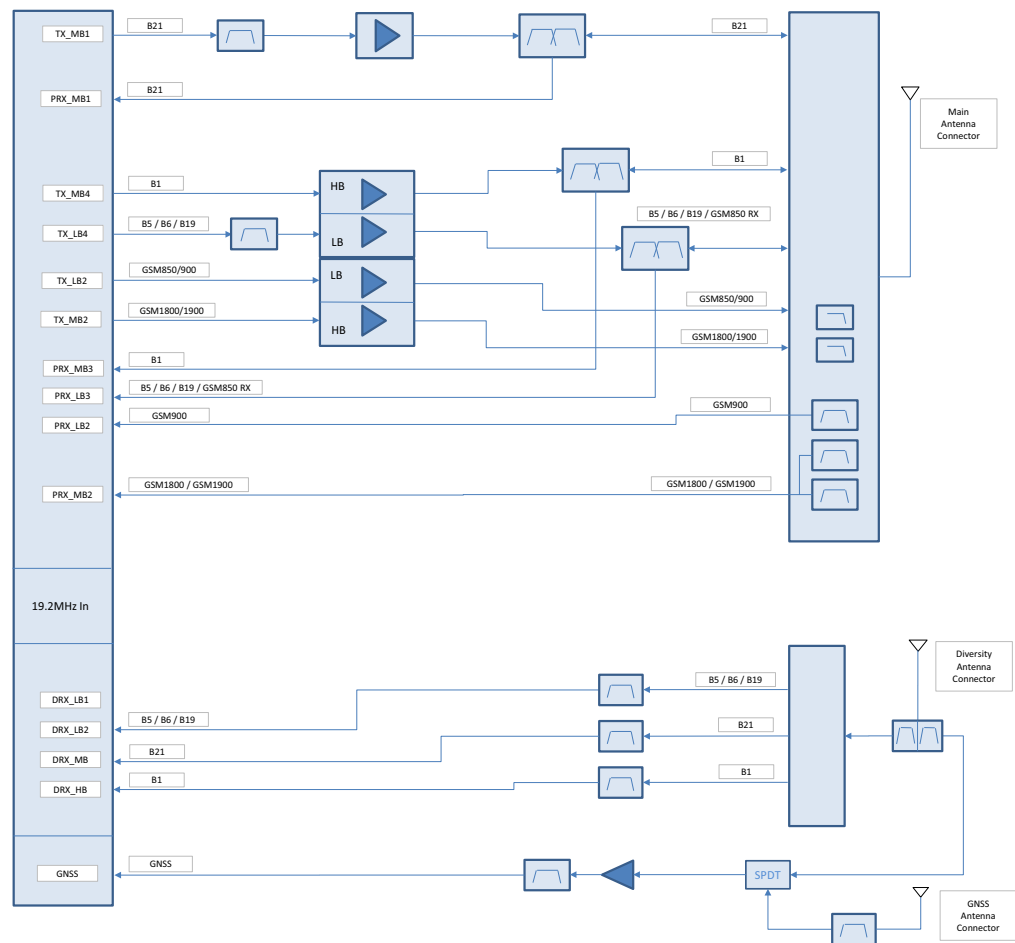 TX_MB1
B21
B21
PRX_MB1
B21
Main
Antenna
Connector
TX_MB4
B1
HB
B1
TX_LB4
B5 / B6 / B19
LB
B5 / B6 / B19 / GSM850 RX
TX_LB2
GSM850/900
LB
GSM850/900
TX_MB2
GSM1800/1900
HB
GSM1800/1900
PRX_MB3
B1
PRX_LB3
B5 / B6 / B19 / GSM850 RX
PRX_LB2
GSM900
GSM900
PRX_MB2
GSM1800 / GSM1900
GSM1800 / GSM1900
19.2MHz In
Diversity
Antenna
Connector
DRX_LB1
B5 / B6 / B19
DRX_LB2
B5 / B6 / B19
B21
DRX_MB
B21
B1
DRX_HB
B1
GNSS
GNSS
SPDT
GNSS
Antenna
Connector